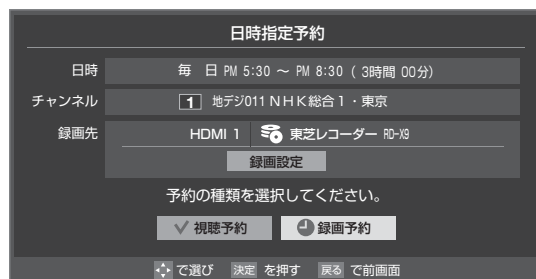 日時指定予約
日時 毎 日 PM 5:30 ～ PM 8:30 ( 3時間 00分)
チャンネル 1 地デジ011 NHK総合1・東京
録画先 HDMI 1 東芝レコーダー RD-X9
録画設定
予約の種類を選択してください。
視聴予約 録画予約
で選び 決定 を押す 戻る で前画面